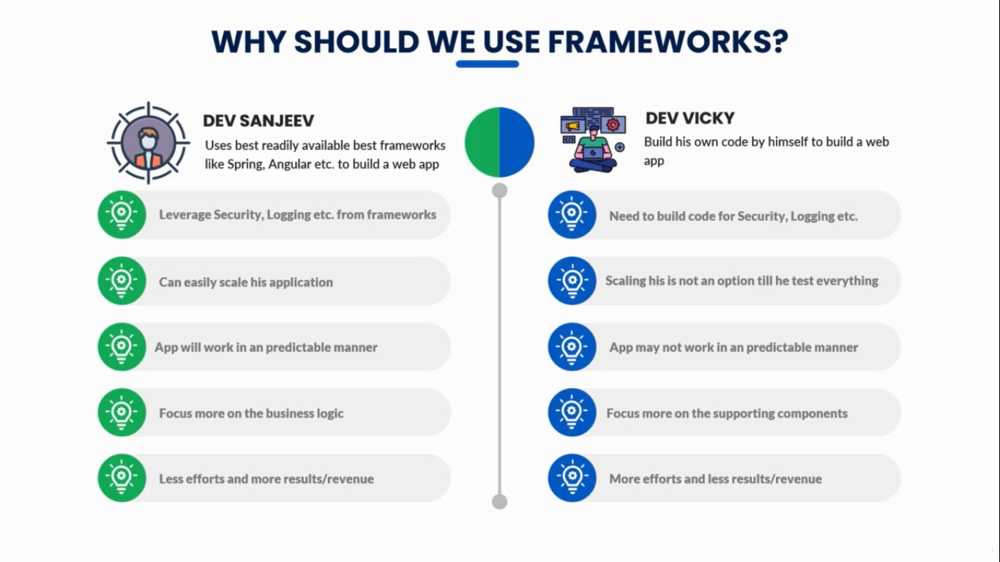 WHY SHOULD WE USE FRAMEWORKS?
DEV SANJEEV
Uses best readily available best frameworks
like Spring, Angular etc. to build a web app
Leverage Security, Logging etc. from frameworks
Can easily scale his application
App will work in an predictable manner
Focus more on the business logic
Less efforts and more results/revenue
DEV VICKY
Build his own code by himself to build a web
app
Need to build code for Security, Logging etc.
Scaling his is not an option till he test everything
App may not work in an predictable manner
Focus more on the supporting components
More efforts and less results/revenue